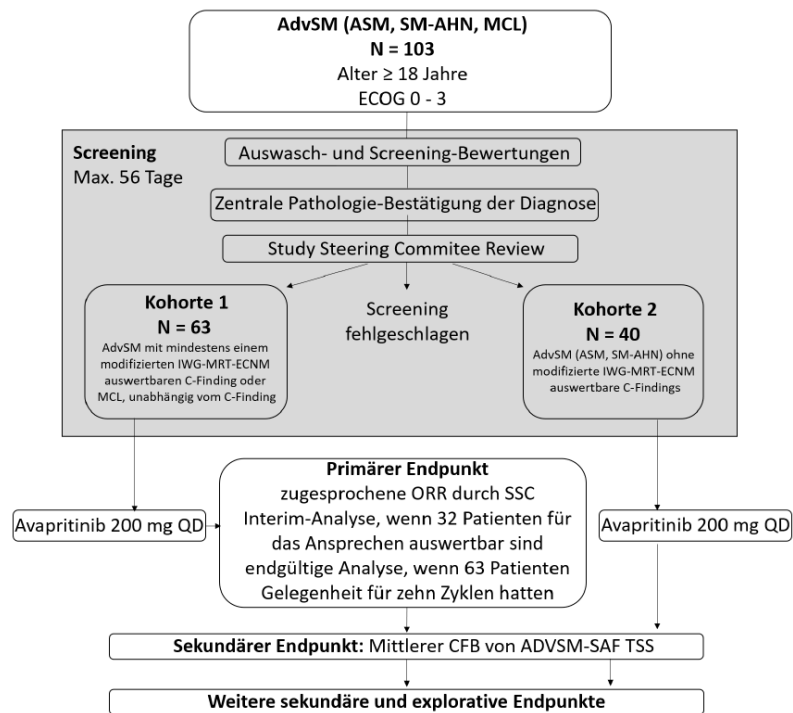 AdvSM (ASM, SM-AHN, MCL)
N = 103
Alter ≥ 18 Jahre
ECOG 0 - 3
Screening
Max. 56 Tage
Auswasch- und Screening-Bewertungen
Zentrale Pathologie-Bestätigung der Diagnose
Study Steering Commitee Review
Kohorte 1
N = 63
AdvSM mit mindestens einem
modifizierten IWG-MRT-ECNM
auswertbaren C-Finding oder
MCL, unabhängig vom C-Finding
Screening
fehlgeschlagen
Kohorte 2
N = 40
AdvSM (ASM, SM-AHN) ohne
modifizierte IWG-MRT-ECNM
auswertbare C-Findings
Avapritinib 200 mg QD
Primärer Endpunkt
zugesprochene ORR durch SSC
Interim-Analyse, wenn 32 Patienten für
das Ansprechen auswertbar sind
endgültige Analyse, wenn 63 Patienten
Gelegenheit für zehn Zyklen hatten
Avapritinib 200 mg QD
Sekundärer Endpunkt: Mittlerer CFB von ADVSM-SAF TSS
Weitere sekundäre und explorative Endpunkte